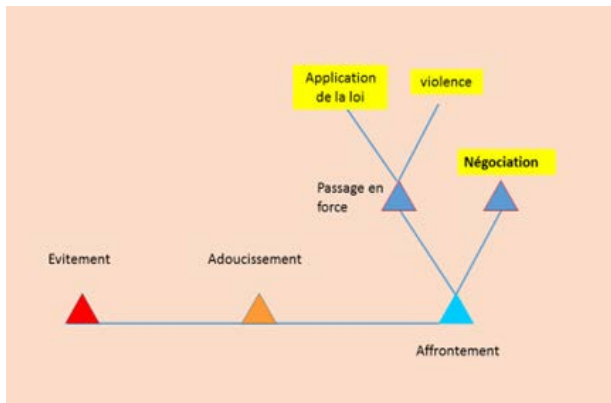 Application
de la loi
violence
Négociation
Passage en
force
Evitement
Adoucissement
Affrontement